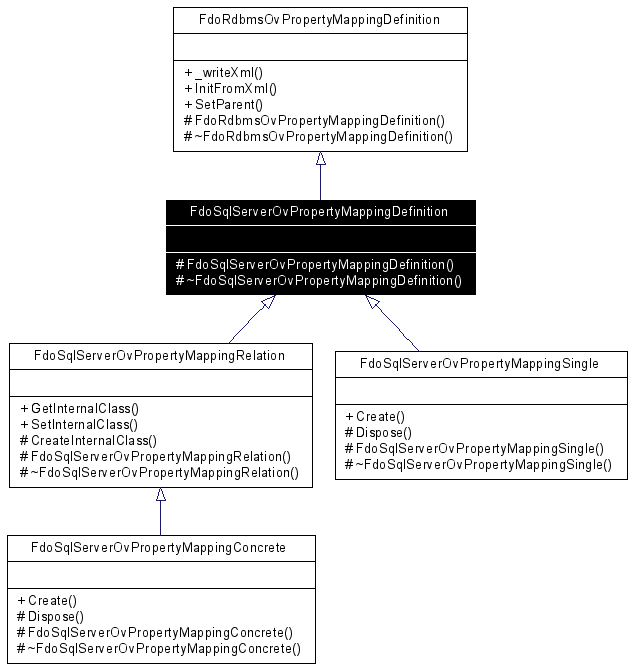 FdoRdbmsOvPropertyMappingDefinition
+ _writeXml()
+ InitFromXml()
+ SetParent()
# FdoRdbmsOvPropertyMappingDefinition()
# ~FdoRdbmsOvPropertyMappingDefinition()
FdoSqlServerOvPropertyMappingDefinition
# FdoSqlServerOvPropertyMappingDefinition()
# ~FdoSqlServerOvPropertyMappingDefinition()
FdoSqlServerOvPropertyMappingRelation
+ GetInternalClass()
+ SetInternalClass()
# CreateInternalClass()
# FdoSqlServerOvPropertyMappingRelation()
# ~FdoSqlServerOvPropertyMappingRelation()
FdoSqlServerOvPropertyMappingSingle
+ Create()
# Dispose()
# FdoSqlServerOvPropertyMappingSingle()
# ~FdoSqlServerOvPropertyMappingSingle()
FdoSqlServerOvPropertyMappingConcrete
+ Create()
# Dispose()
# FdoSqlServerOvPropertyMappingConcrete()
# ~FdoSqlServerOvPropertyMappingConcrete()